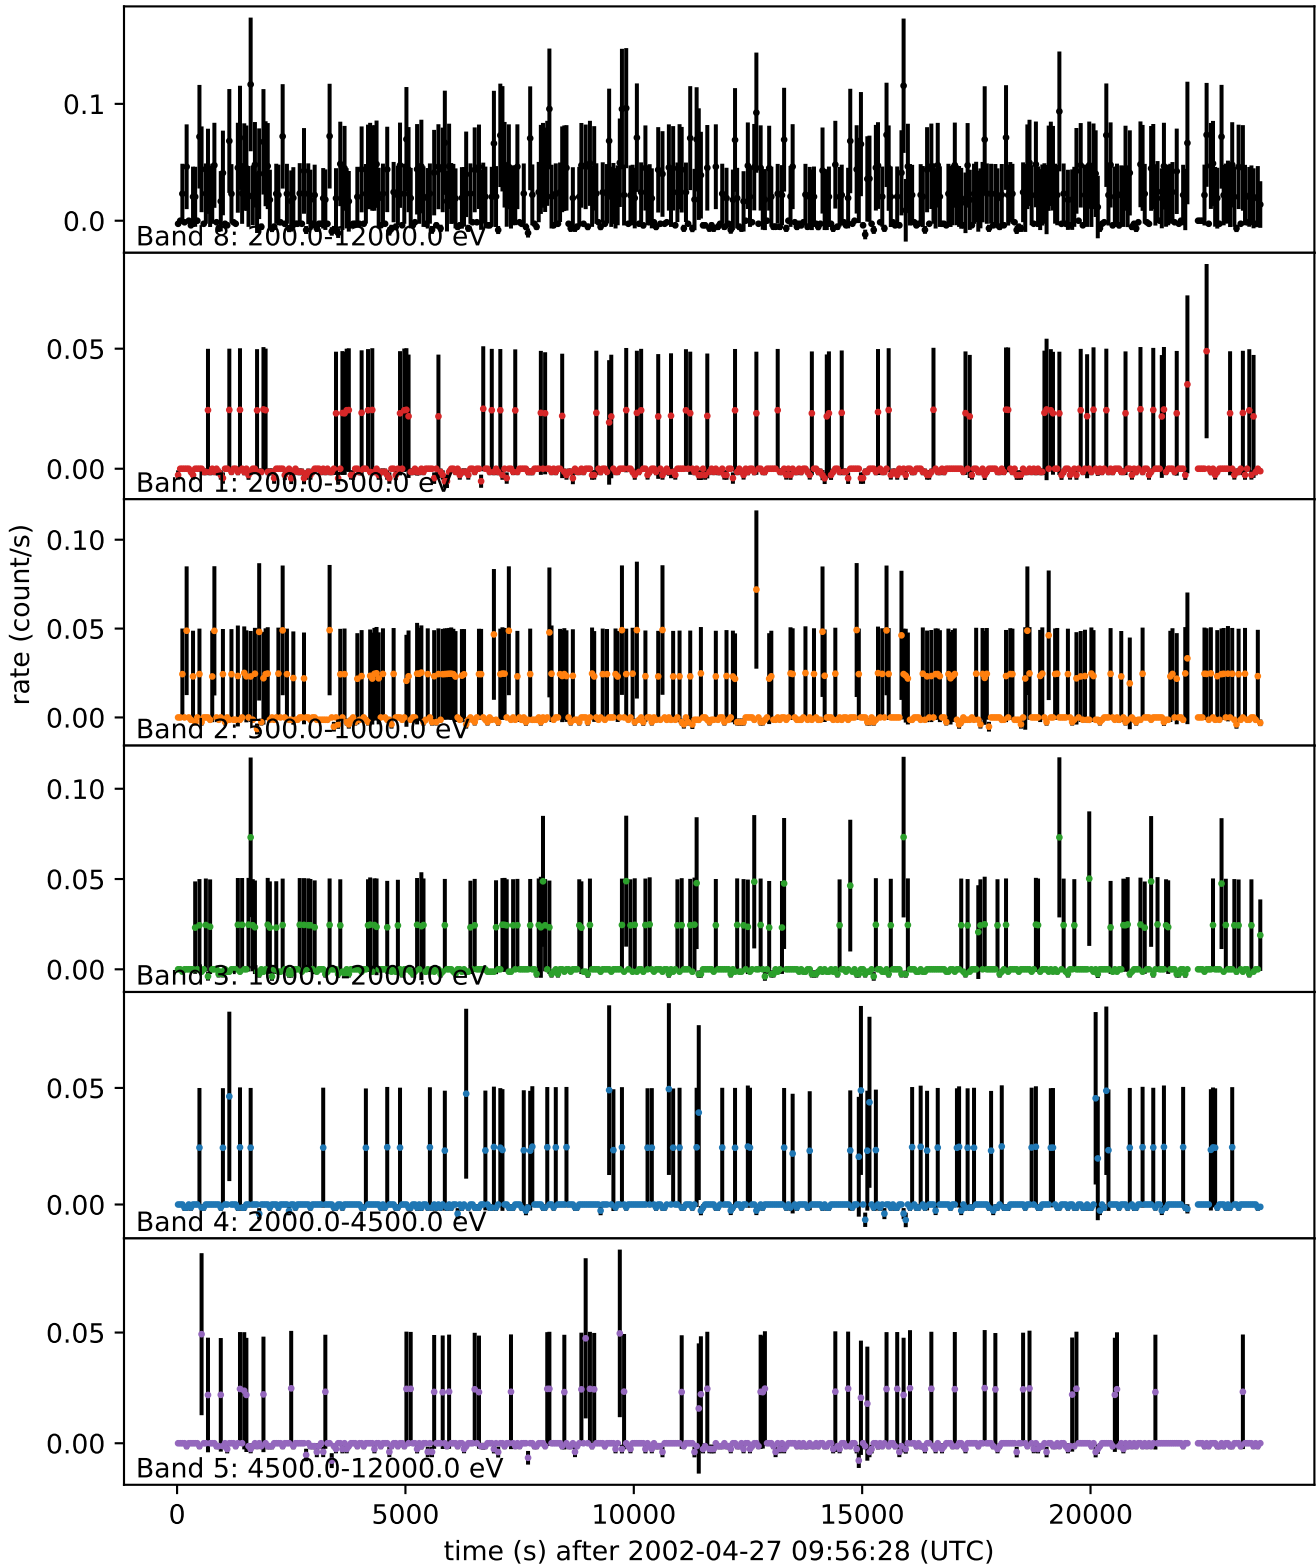 0.1
0.0
Band 8: 200.0-12000.0 eV
0.05
0.00
Band 1: 200.0-500.0 eV
rate (count/s)
0.10
0.05
0.00
Band 2: 500.0-1000.0 eV
0.10
0.05
0.00
Band 3: 1000.0-2000.0 eV
0.05
0.00
Band 4: 2000.0-4500.0 eV
0.05
0.00
Band 5: 4500.0-12000.0 eV
0 5000 10000 15000 20000
time (s) after 2002-04-27 09:56:28 (UTC)